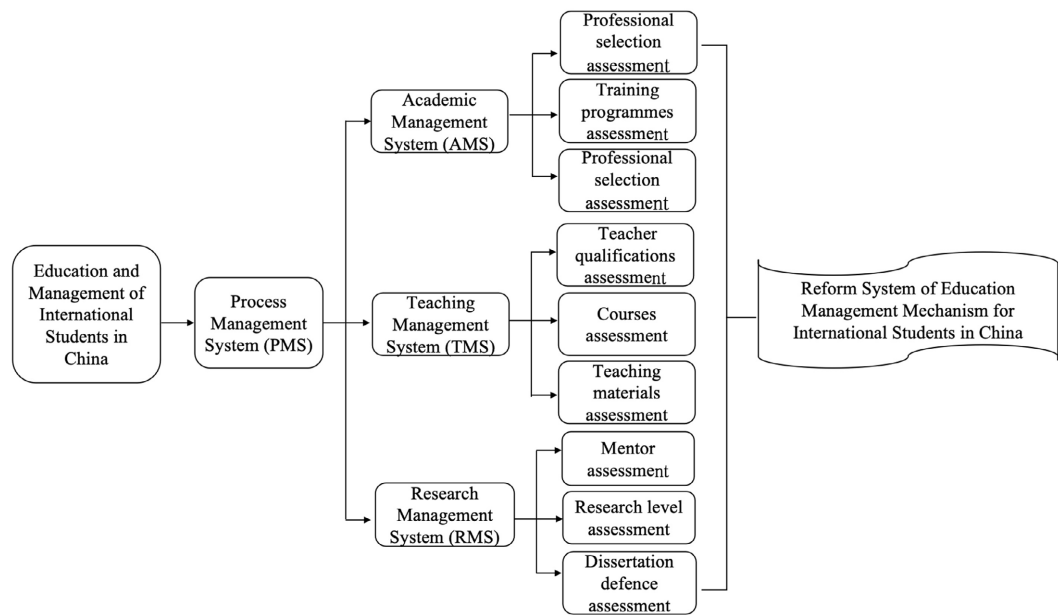 Education and
Management of
International
Students in
China
Process
Management
System (PMS)
Academic
Management
System (AMS)
Teaching
Management
System (TMS)
Research
Management
System (RMS)
Professional
selection
assessment
Training
programmes
assessment
Professional
selection
assessment
Teacher
qualifications
assessment
Courses
assessment
Teaching
materials
assessment
Mentor
assessment
Research level
assessment
Dissertation
defence
assessment
Reform System of Education
Management Mechanism for
International Students in China